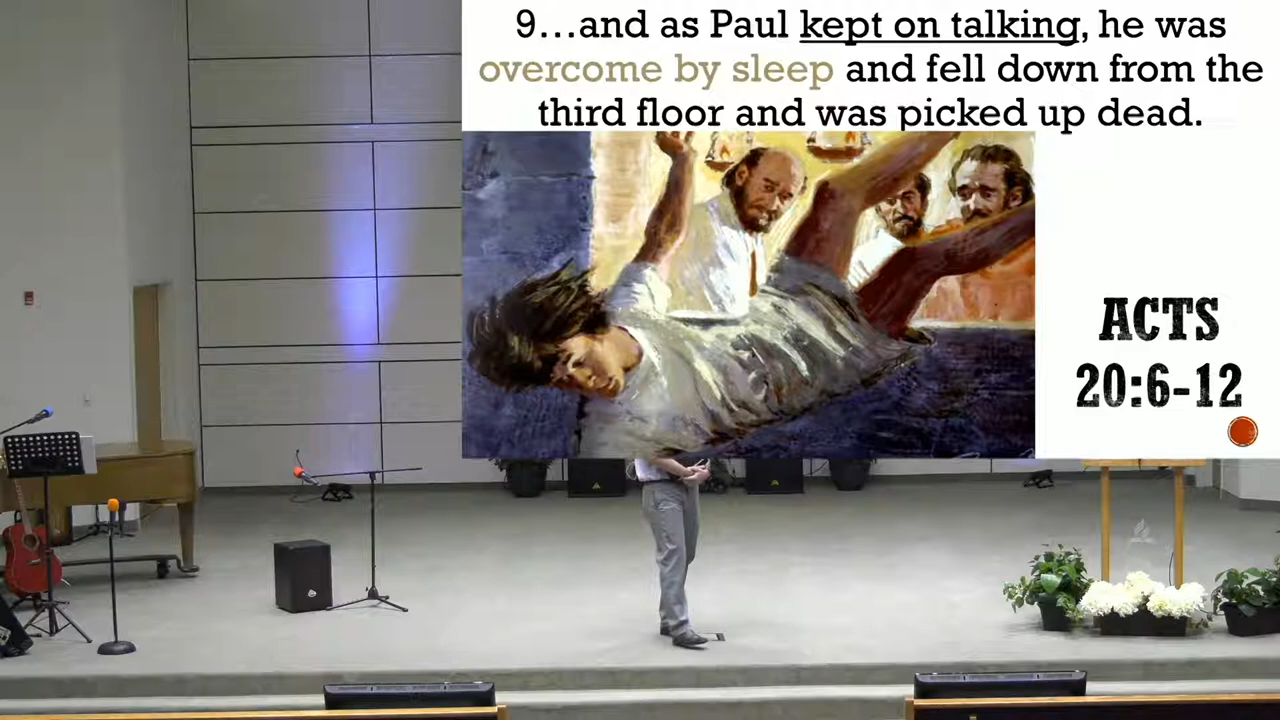 9...and as Paul kept on talking, he was
overcome by sleep and fell down from the
third floor and was picked up dead.
ACTS
20:6-12